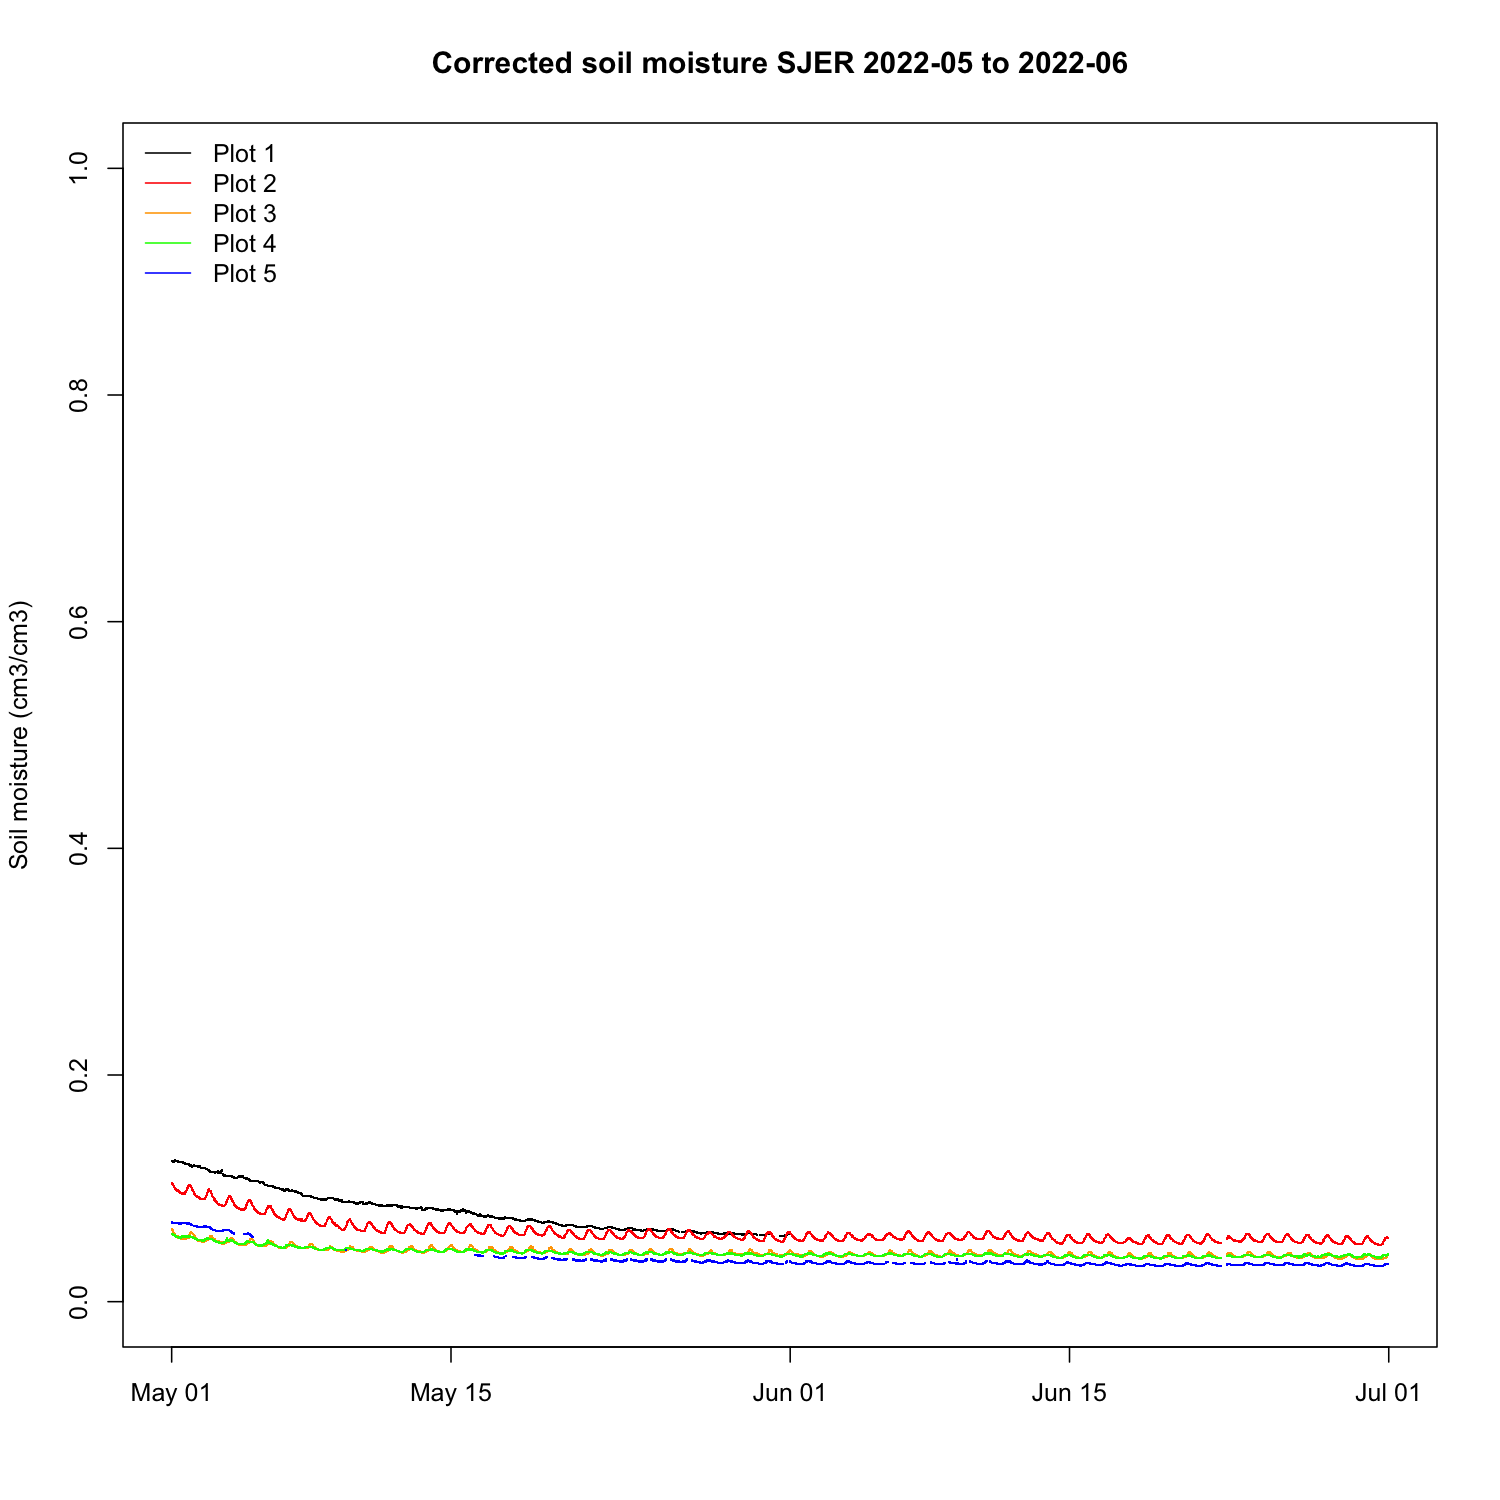 Corrected soil moisture SJER 2022-05 to 2022-06
Plot 1
Plot 2
Plot 3
Plot 4
Plot 5
1.0
0.8
0.6
0.4
0.2
0.0
Soil moisture (cm3/cm3)
May 01
May 15
Jun 01
Jun 15
Jul 01